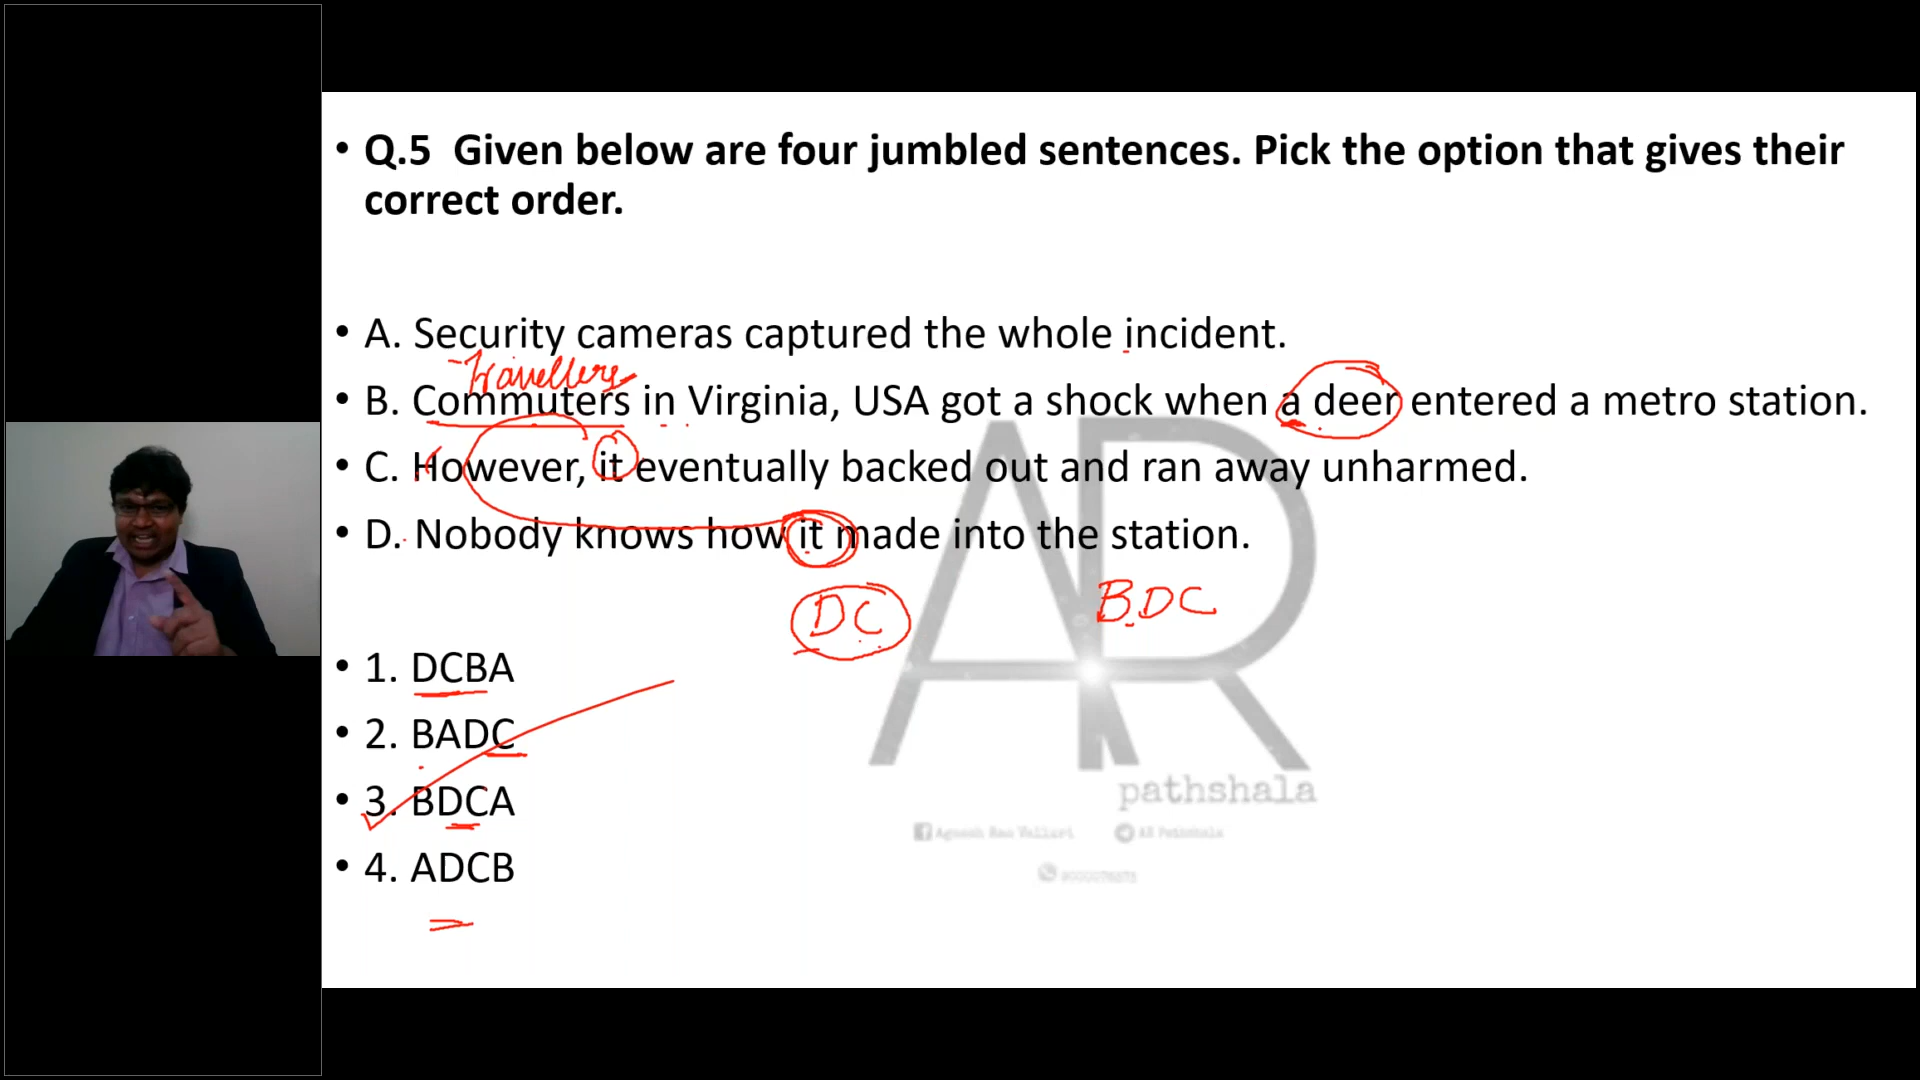 • Q.5 Given below are four jumbled sentences. Pick the option that gives their
correct order.
• A. Security cameras captured the whole incident.
Travellers
• B. Commuters in Virginia, USA got a shock when a deer entered a metro station.
• C. However, it eventually backed out and ran away unharmed.
• D. Nobody knows how it made into the station.
DC
BDC
• 1. DCBA
• 2. BADC
• 3. BDCA
• 4. ADCB
AR
pathshala